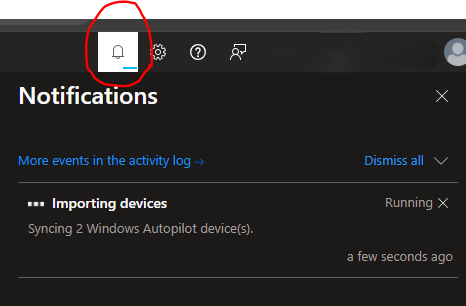 Notifications
More events in the activity log →
Dismiss all
Importing devices
Running
Syncing 2 Windows Autopilot device(s).
a few seconds ago